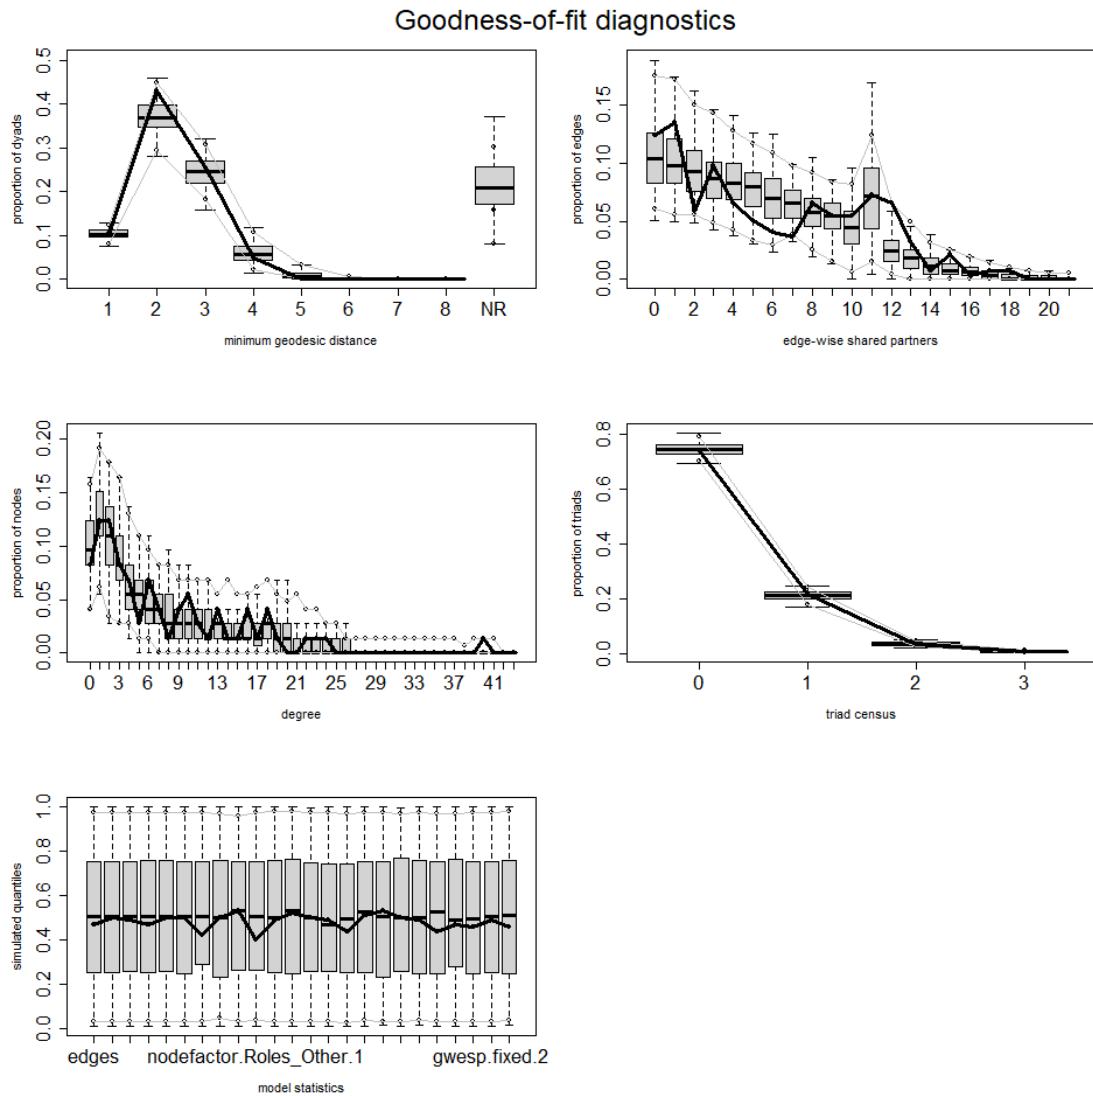 Goodness-of-fit diagnostics
proportion of dyads
0.0 0.1 0.2 0.3 0.4 0.5
1 2 3 4 5 6 7 8 NR
minimum geodesic distance
proportion of edges
0.00 0.05 0.10 0.15
0 2 4 6 8 10 12 14 16 18 20
edge-wise shared partners
proportion of nodes
0.00 0.05 0.10 0.15 0.20
0 3 6 9 13 17 21 25 29 33 37 41
degree
proportion of triads
0.0 0.2 0.4 0.6 0.8
0 1 2 3
triad census
simulated quantiles
0.0 0.2 0.4 0.6 0.8 1.0
edges nodefactor.Roles_Other.1 gwesp.fixed.2
model statistics